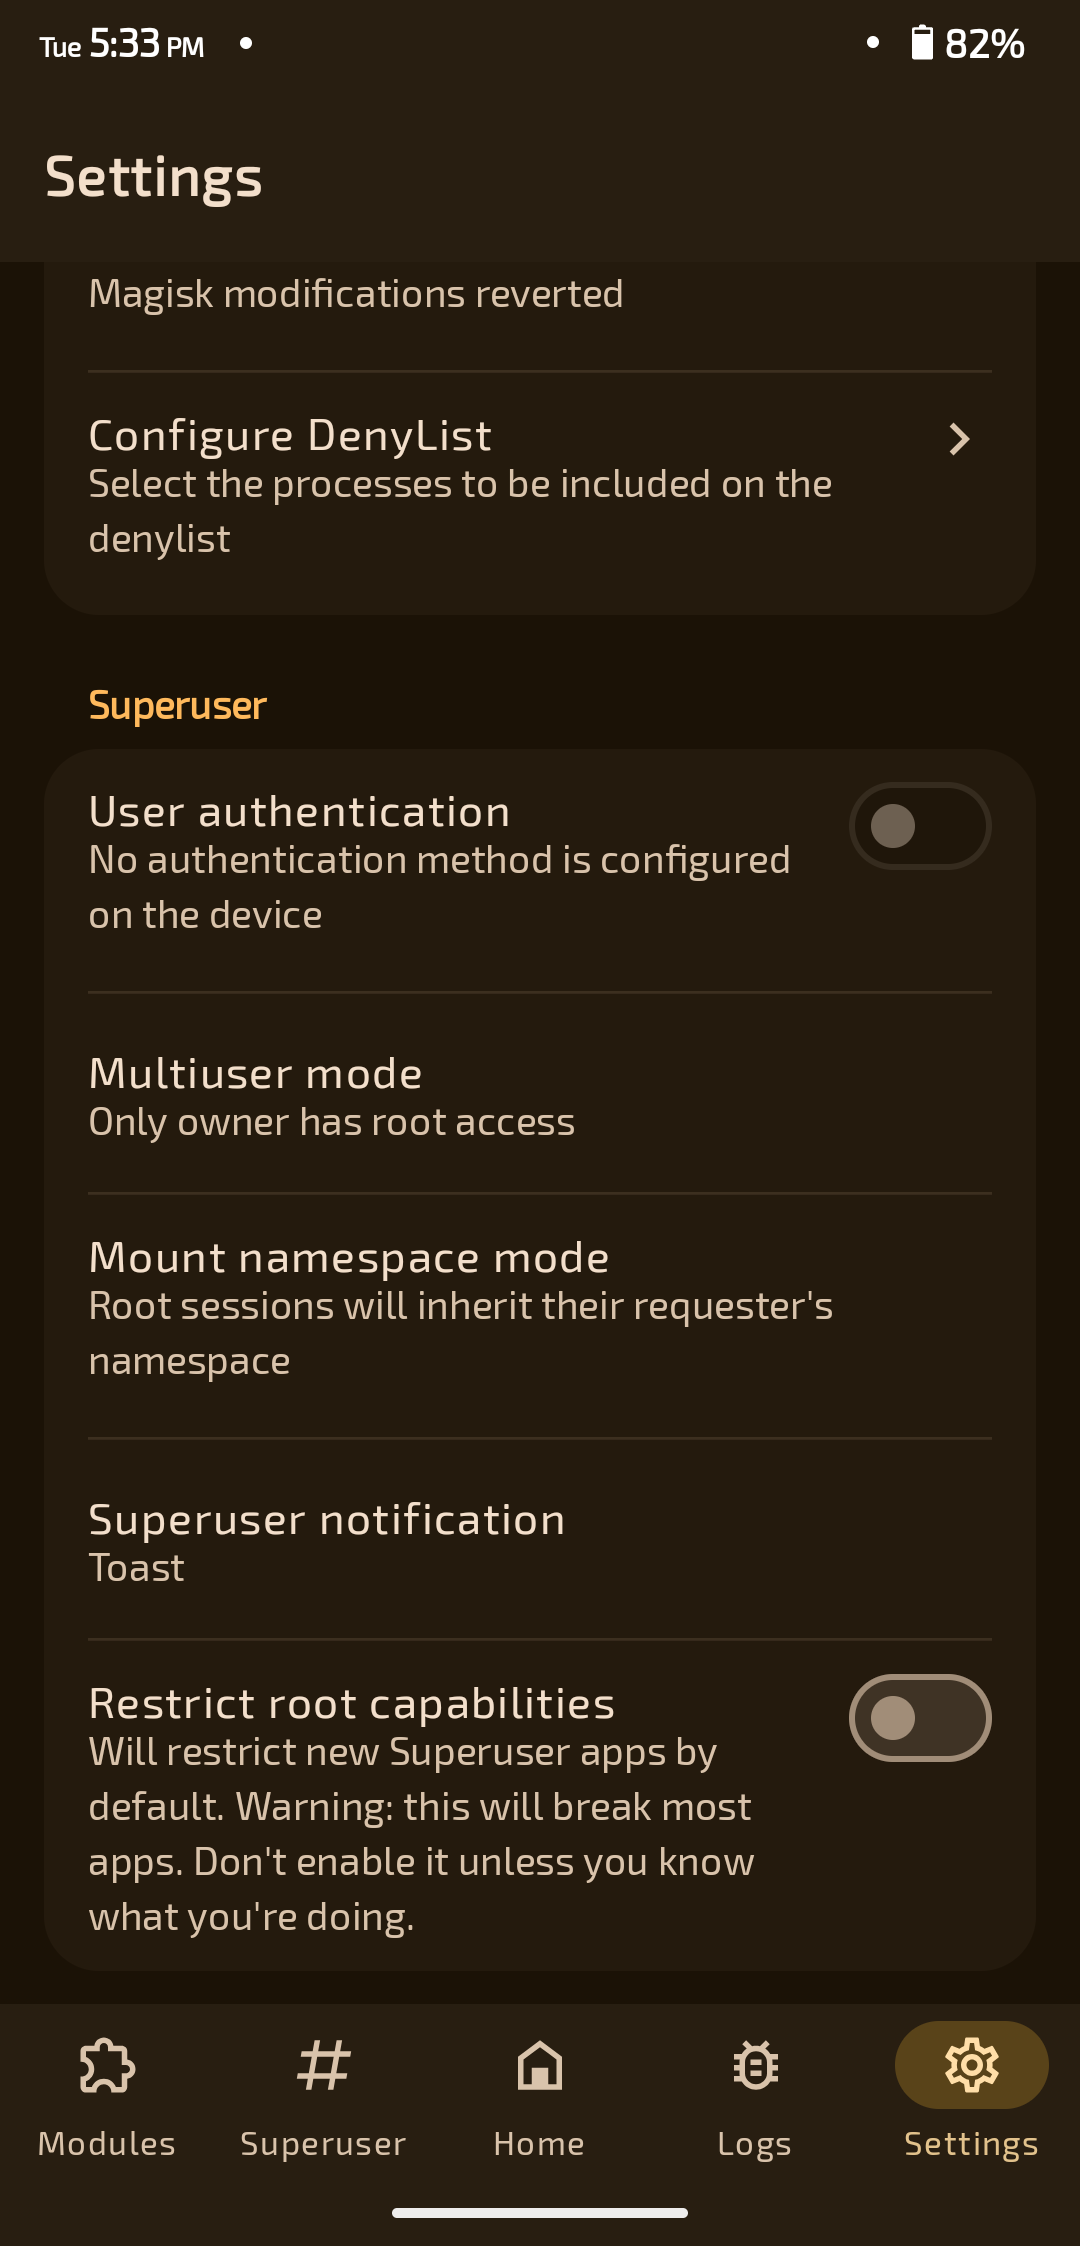 Tue 5:33 PM
82%
Settings
Magisk modifications reverted
Configure DenyList
Select the processes to be included on the
denylist
Superuser
User authentication
No authentication method is configured
on the device
Multiuser mode
Only owner has root access
Mount namespace mode
Root sessions will inherit their requester's
namespace
Superuser notification
Toast
Restrict root capabilities
Will restrict new Superuser apps by
default. Warning: this will break most
apps. Don't enable it unless you know
what you're doing.
Modules
Superuser
Home
Logs
Settings